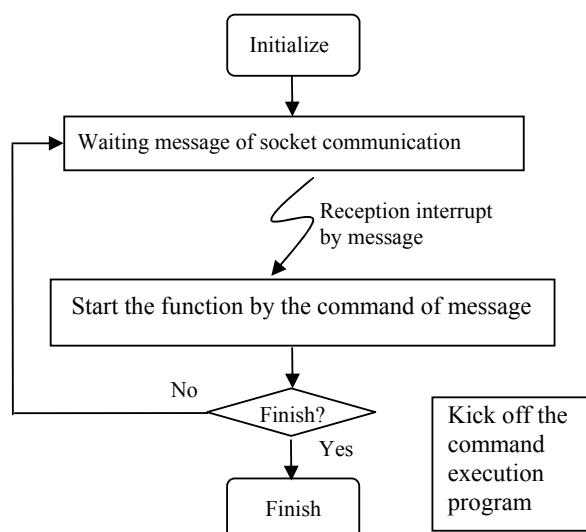 Initialize
Waiting message of socket communication
Reception interrupt
by message
Start the function by the command of message
No
Finish?
Yes
Finish
Kick off the
command
execution
program